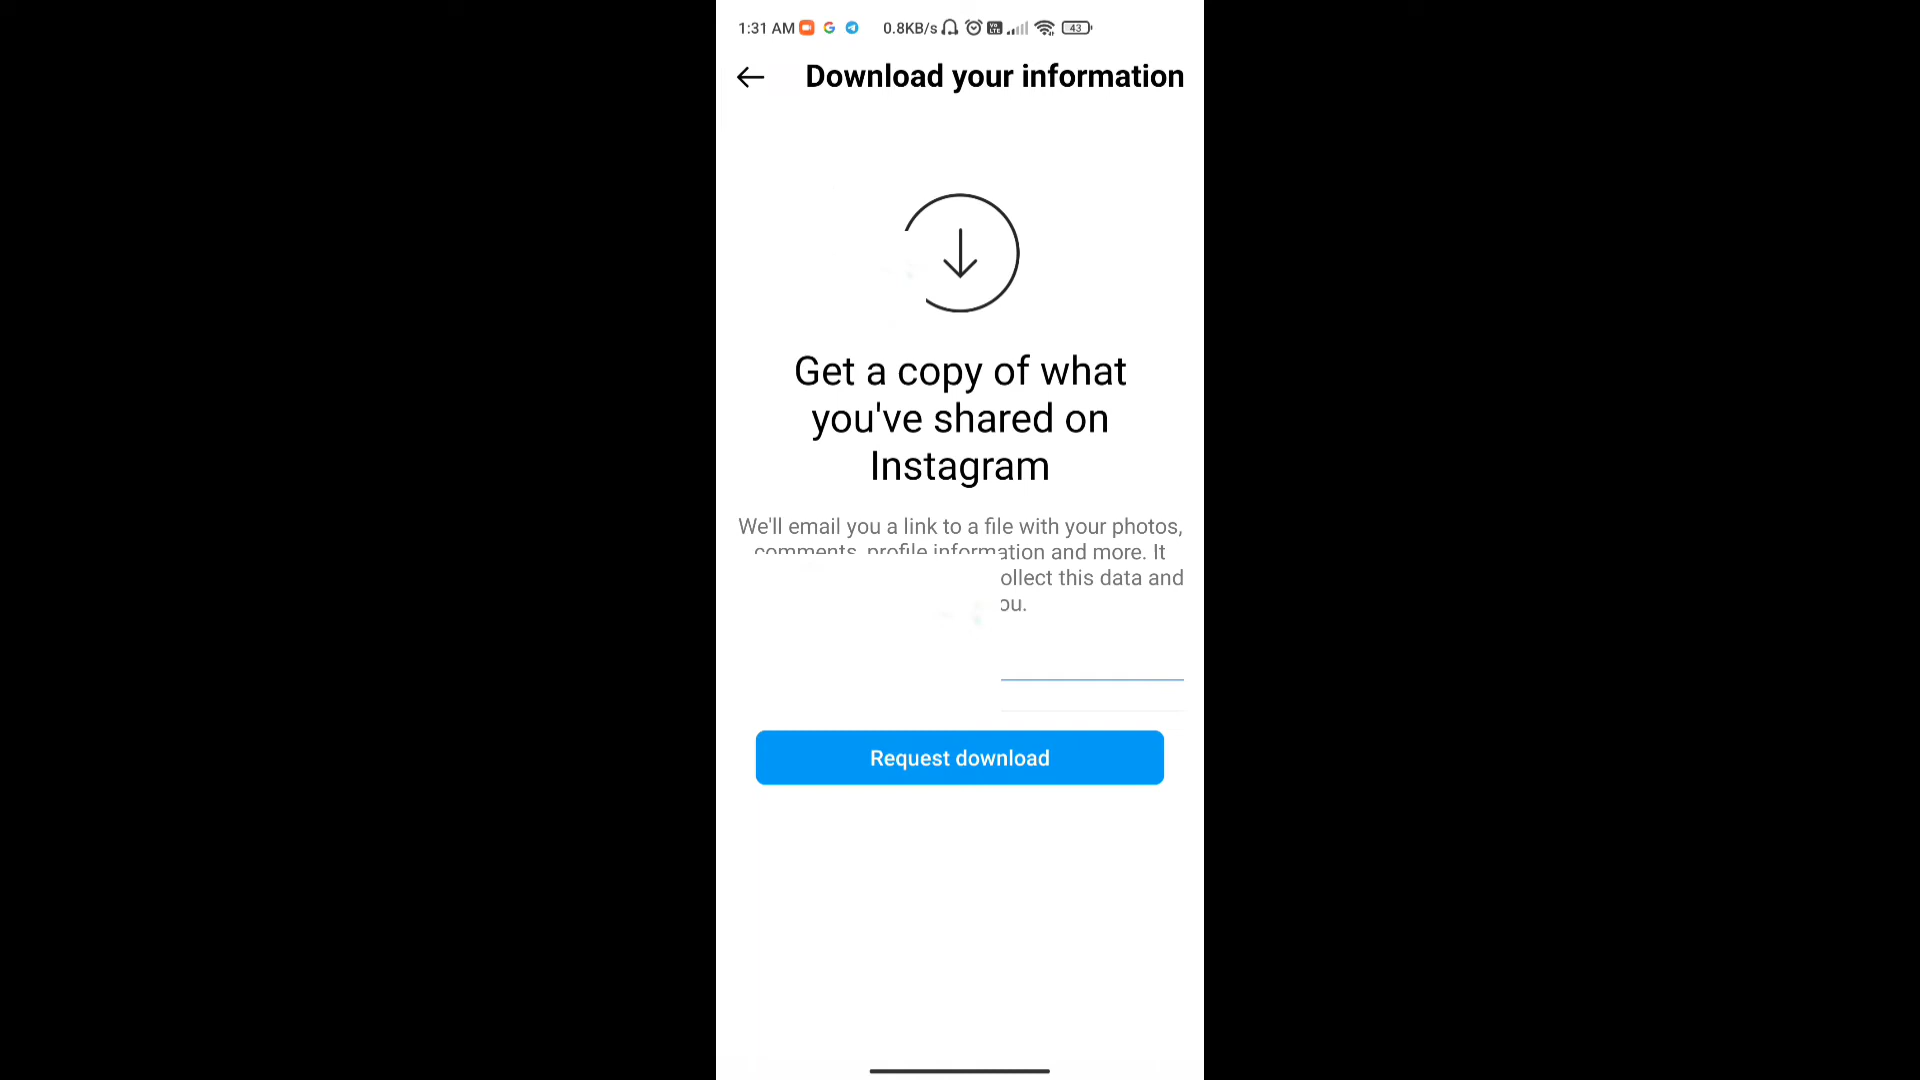 1:31 AM 0.8KB/s 43
Download your information
Get a copy of what
you've shared on
Instagram
We'll email you a link to a file with your photos,
comments, profile information and more. It
ollect this data and
ou.
Request download